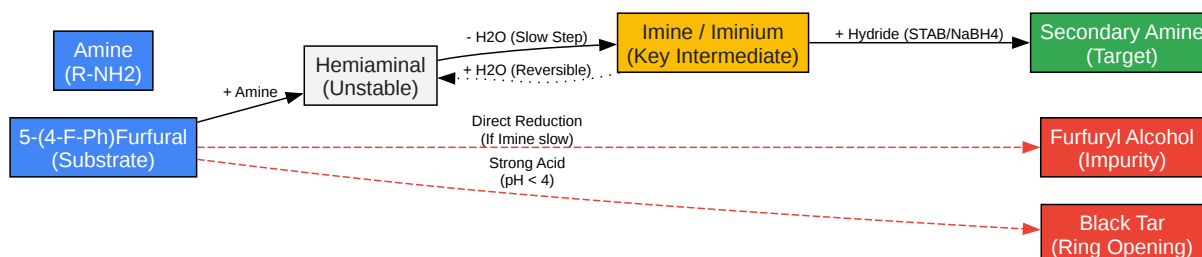 Amine
(R-NH2)
5-(4-F-Ph)Furfural
(Substrate)
+ Amine
Hemiaminal
(Unstable)
- H2O (Slow Step)
+ H2O (Reversible)
Imine / Iminium
(Key Intermediate)
+ Hydride (STAB/NaBH4)
Secondary Amine
(Target)
Direct Reduction
(If Imine slow)
Furfuryl Alcohol
(Impurity)
Strong Acid
(pH < 4)
Black Tar
(Ring Opening)